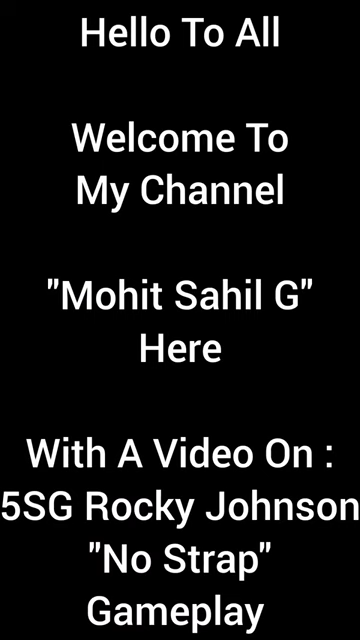 Hello To All
Welcome To
My Channel
"Mohit Sahil G"
Here
With A Video On :
5SG Rocky Johnson
"No Strap"
Gameplay